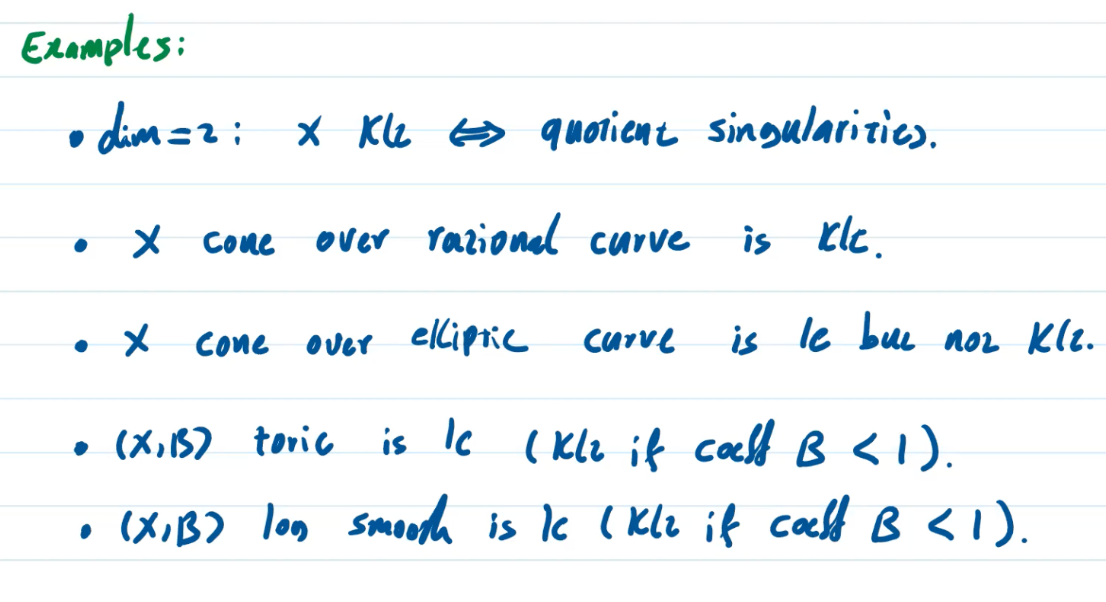 Examples:
• dim=2: X Klt ⟺ quotient singularities.
• X cone over rational curve is Klt.
• X cone over elliptic curve is lc but not Klt.
• (X,B) toric is lc (Klt if coeff B < 1).
• (X,B) log smooth is lc (Klt if coeff B < 1).